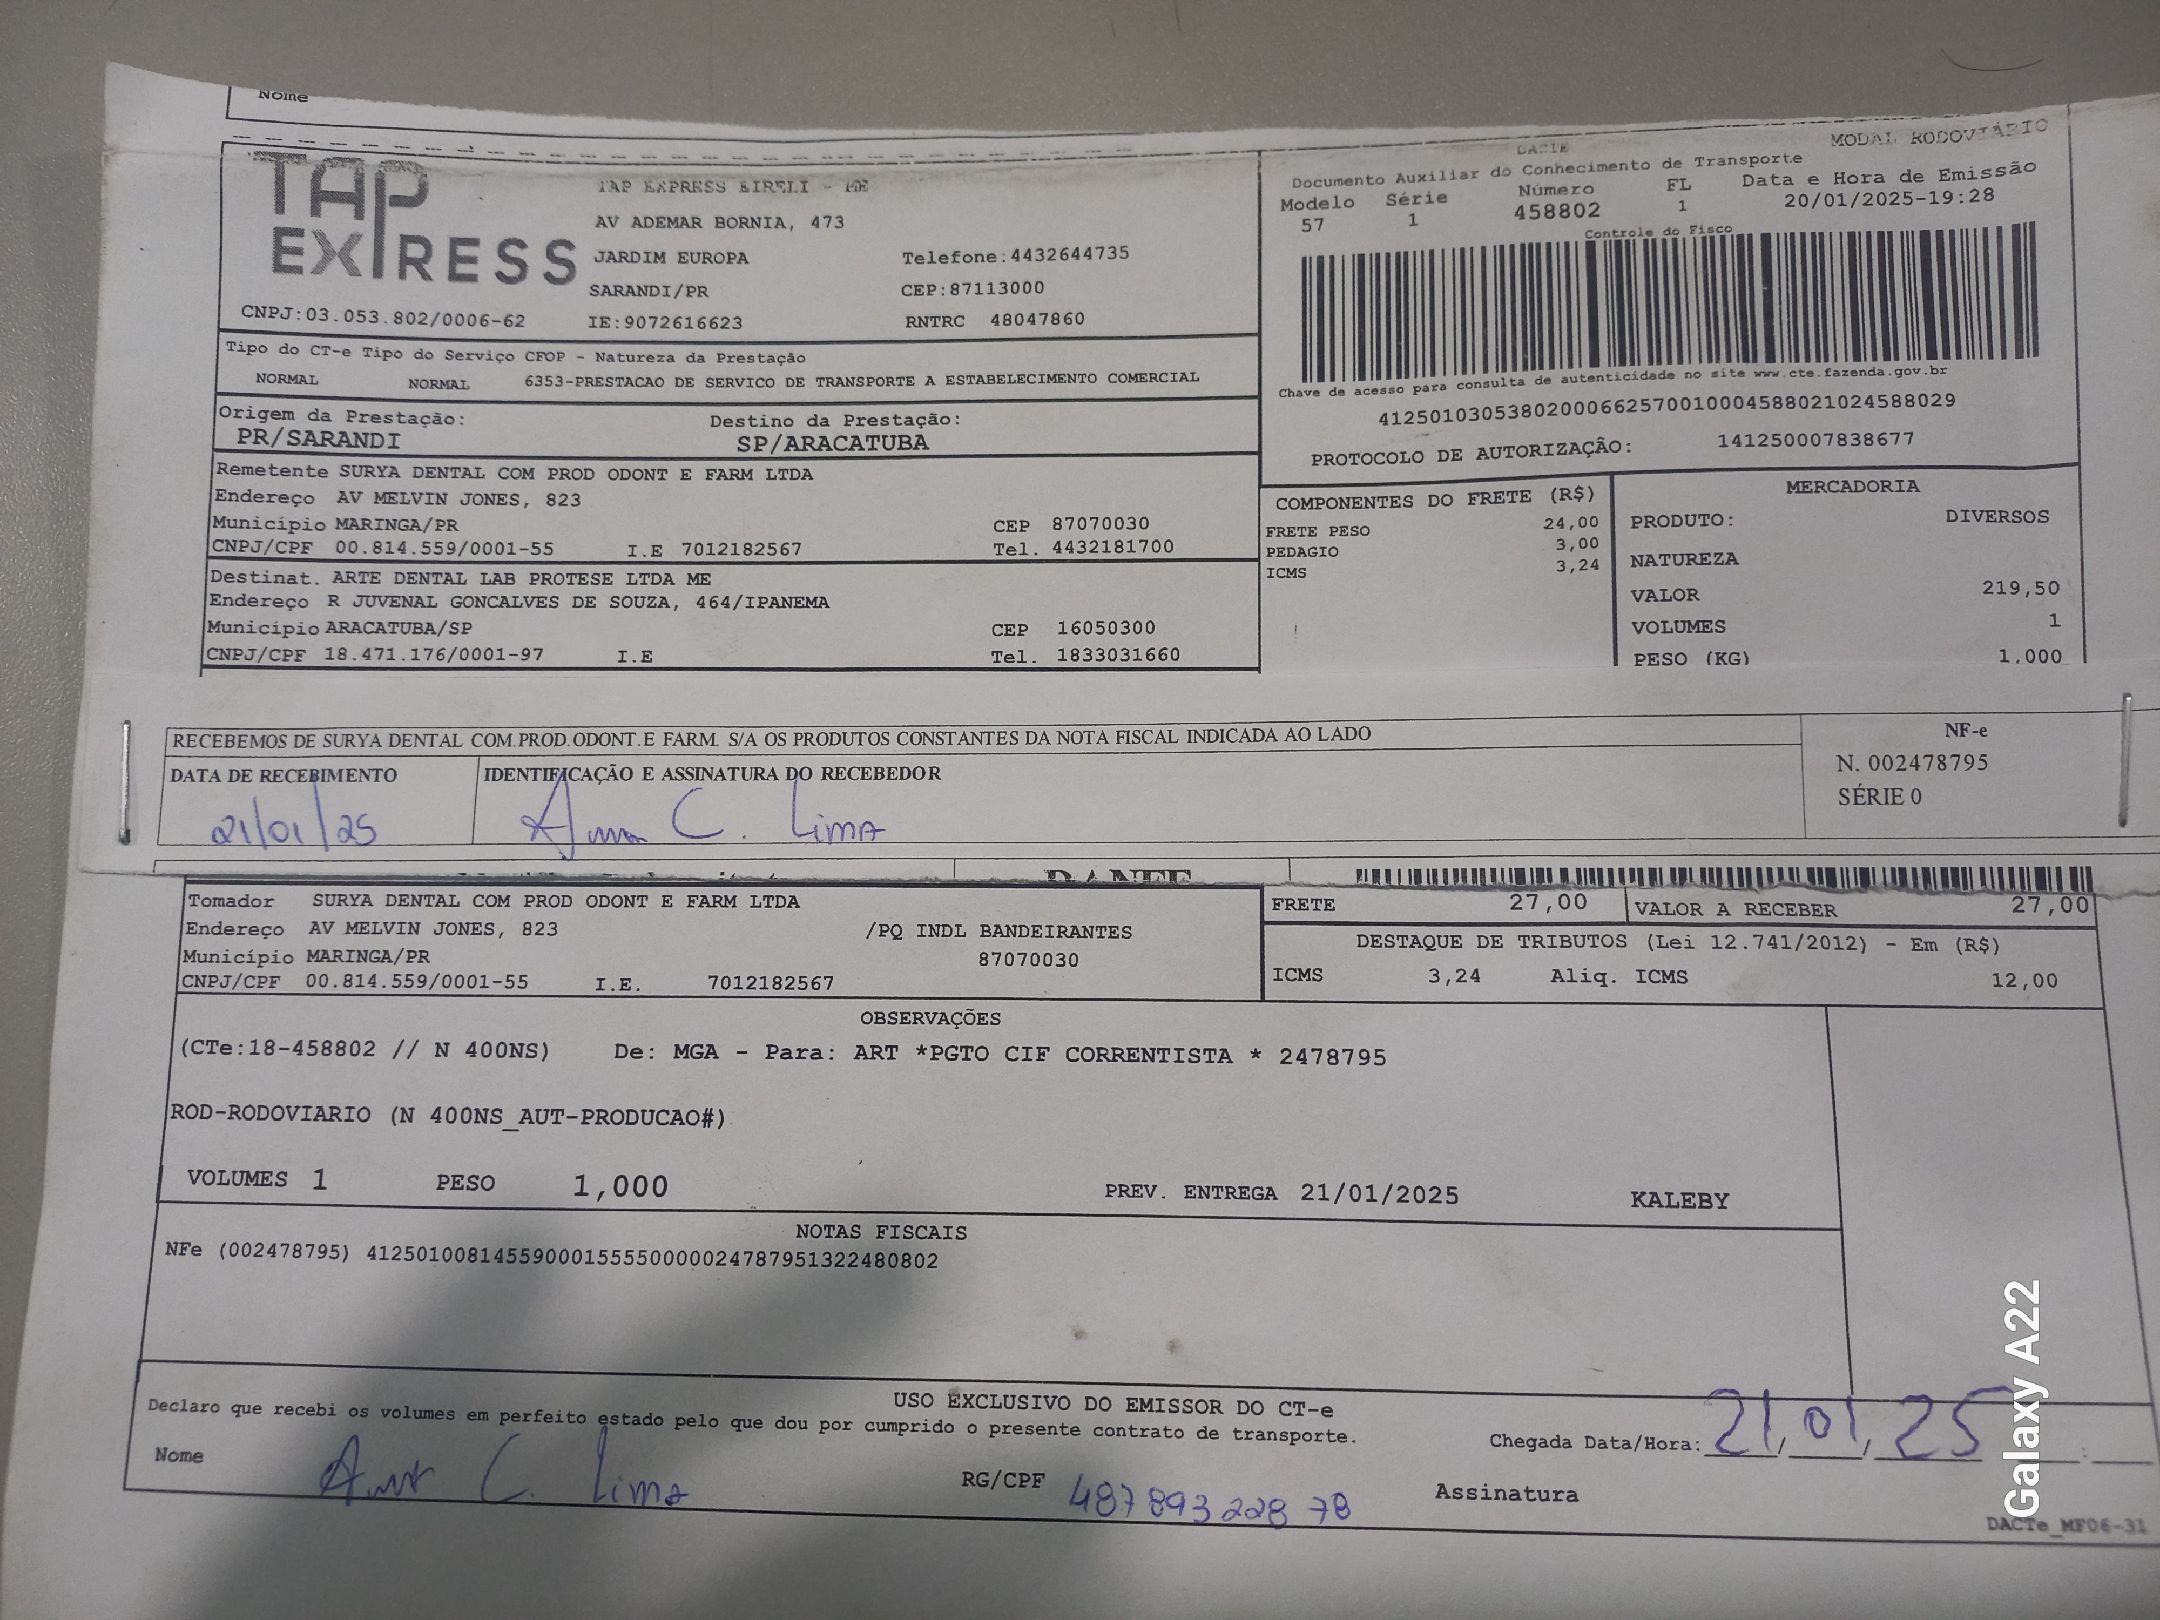 Nome
TAP EXPRESS
TAP EXPRESS EIRELI - PE
AV ADEMAR BORNIA, 473
JARDIM EUROPA Telefone:4432644735
SARANDI/PR CEP:87113000
CNPJ:03.053.802/0006-62 IE:9072616623 RNTRC 48047860
MODAL RODOVIÁRIO
DACTE
Documento Auxiliar do Conhecimento de Transporte
Modelo Série Número FL Data e Hora de Emissão
57 1 458802 1 20/01/2025-19:28
Controle do Fisco
Chave de acesso para consulta de autenticidade no site www.cte.fazenda.gov.br
41250103053802000662570010004588021024588029
PROTOCOLO DE AUTORIZAÇÃO: 141250007838677
Tipo do CT-e Tipo do Serviço CFOP - Natureza da Prestação
NORMAL NORMAL 6353-PRESTACAO DE SERVICO DE TRANSPORTE A ESTABELECIMENTO COMERCIAL
Origem da Prestação: Destino da Prestação:
PR/SARANDI SP/ARACATUBA
Remetente SURYA DENTAL COM PROD ODONT E FARM LTDA
Endereço AV MELVIN JONES, 823
Município MARINGA/PR CEP 87070030
CNPJ/CPF 00.814.559/0001-55 I.E 7012182567 Tel. 4432181700
Destinat. ARTE DENTAL LAB PROTESE LTDA ME
Endereço R JUVENAL GONCALVES DE SOUZA, 464/IPANEMA
Município ARACATUBA/SP CEP 16050300
CNPJ/CPF 18.471.176/0001-97 I.E Tel. 1833031660
COMPONENTES DO FRETE (R$)
FRETE PESO 24,00
PEDAGIO 3,00
ICMS 3,24
MERCADORIA
PRODUTO: DIVERSOS
NATUREZA
VALOR 219,50
VOLUMES 1
PESO (KG) 1,000
RECEBEMOS DE SURYA DENTAL COM.PROD.ODONT.E FARM. S/A OS PRODUTOS CONSTANTES DA NOTA FISCAL INDICADA AO LADO
DATA DE RECEBIMENTO IDENTIFICAÇÃO E ASSINATURA DO RECEBEDOR
21/01/25 C. Lima
NF-e
N. 002478795
SÉRIE 0
DANFE
Tomador SURYA DENTAL COM PROD ODONT E FARM LTDA
Endereço AV MELVIN JONES, 823 /PQ INDL BANDEIRANTES
Município MARINGA/PR 87070030
CNPJ/CPF 00.814.559/0001-55 I.E. 7012182567
FRETE 27,00 VALOR A RECEBER 27,00
DESTAQUE DE TRIBUTOS (Lei 12.741/2012) - Em (R$)
ICMS 3,24 Aliq. ICMS 12,00
OBSERVAÇÕES
(CTe:18-458802 // N 400NS) De: MGA - Para: ART *PGTO CIF CORRENTISTA * 2478795
ROD-RODOVIARIO (N 400NS_AUT-PRODUCAO#)
VOLUMES 1 PESO 1,000 PREV. ENTREGA 21/01/2025 KALEBY
NOTAS FISCAIS
NFe (002478795) 41250100814559000155550000024787951322480802
USO EXCLUSIVO DO EMISSOR DO CT-e
Declaro que recebi os volumes em perfeito estado pelo que dou por cumprido o presente contrato de transporte.
Chegada Data/Hora: 21/01/25 :
Nome C. Lima RG/CPF 487 893 228 78 Assinatura
DACTe_MF06-31
Galaxy A22